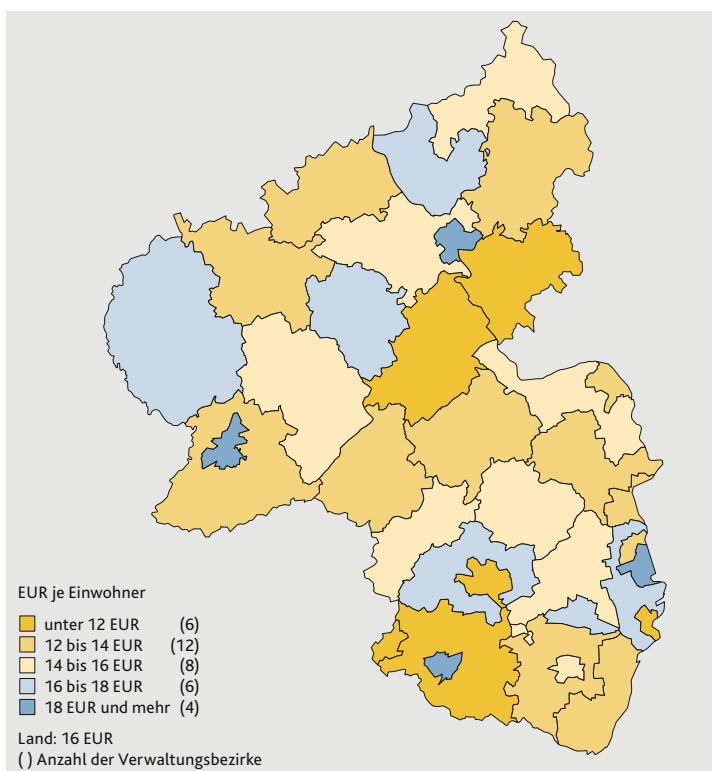 EUR je Einwohner
unter 12 EUR (6)
12 bis 14 EUR (12)
14 bis 16 EUR (8)
16 bis 18 EUR (6)
18 EUR und mehr (4)
Land: 16 EUR
( ) Anzahl der Verwaltungsbezirke